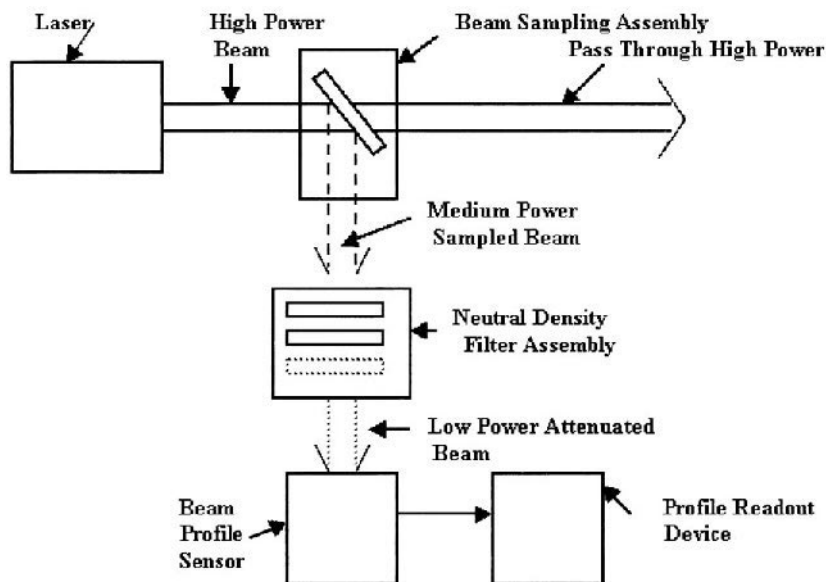 Laser
High Power
Beam
Beam Sampling Assembly
Pass Through High Power
Medium Power
Sampled Beam
Neutral Density
Filter Assembly
Low Power Attenuated
Beam
Beam
Profile
Sensor
Profile Readout
Device